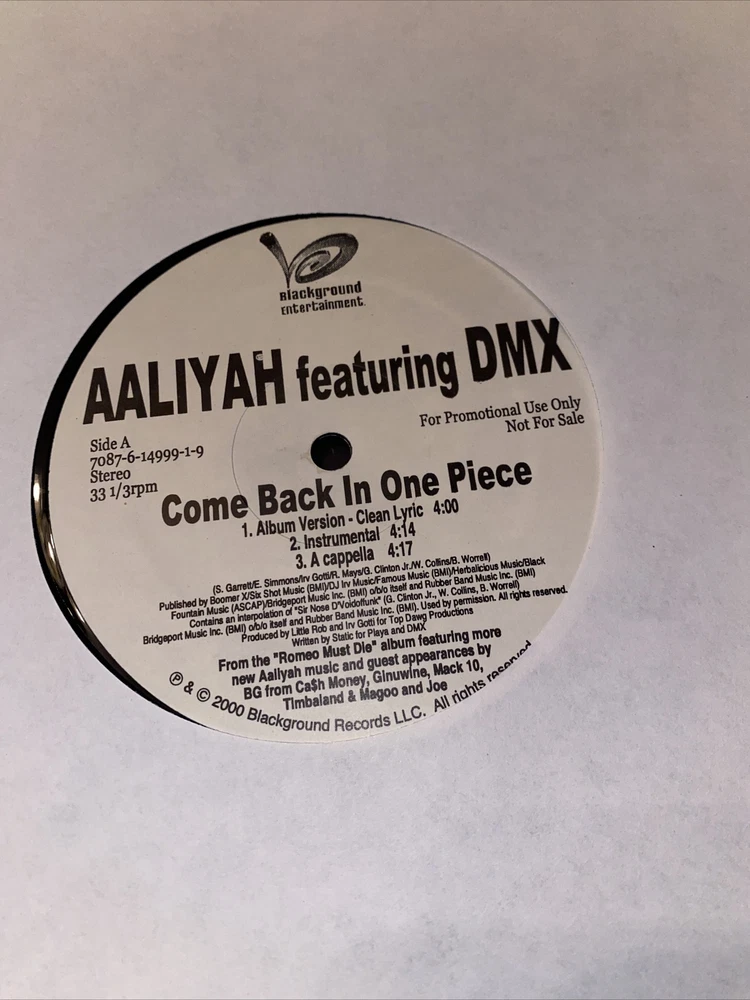 Blackground
Entertainment.
AALIYAH featuring DMX
Side A
7087-6-14999-1-9
Stereo
33 1/3rpm
For Promotional Use Only
Not For Sale
Come Back In One Piece
1. Album Version - Clean Lyric 4:00
2. Instrumental 4:14
3. A cappella 4:17
(S. Garrett/E. Simmons/Irv Gotti/R. Mays/G. Clinton Jr./W. Collins/B. Worrell)
Published by Boomer X/Six Shot Music (BMI)/DJ Irv Music/Famous Music (BMI)/Herbalicious Music/Black
Fountain Music (ASCAP)/Bridgeport Music Inc. (BMI) o/b/o itself and Rubber Band Music Inc. (BMI)
Contains an interpolation of "Sir Nose D'Voidoffunk" (G. Clinton Jr., W. Collins, B. Worrell)
Bridgeport Music Inc. (BMI) o/b/o itself and Rubber Band Music Inc. (BMI). Used by permission. All rights reserved.
Produced by Little Rob and Irv Gotti for Top Dawg Productions
Written by Static for Playa and DMX
From the "Romeo Must Die" album featuring more
new Aaliyah music and guest appearances by
BG from Ca$h Money, Ginuwine, Mack 10,
Timbaland & Magoo and Joe
℗ & © 2000 Blackground Records LLC. All rights reserved